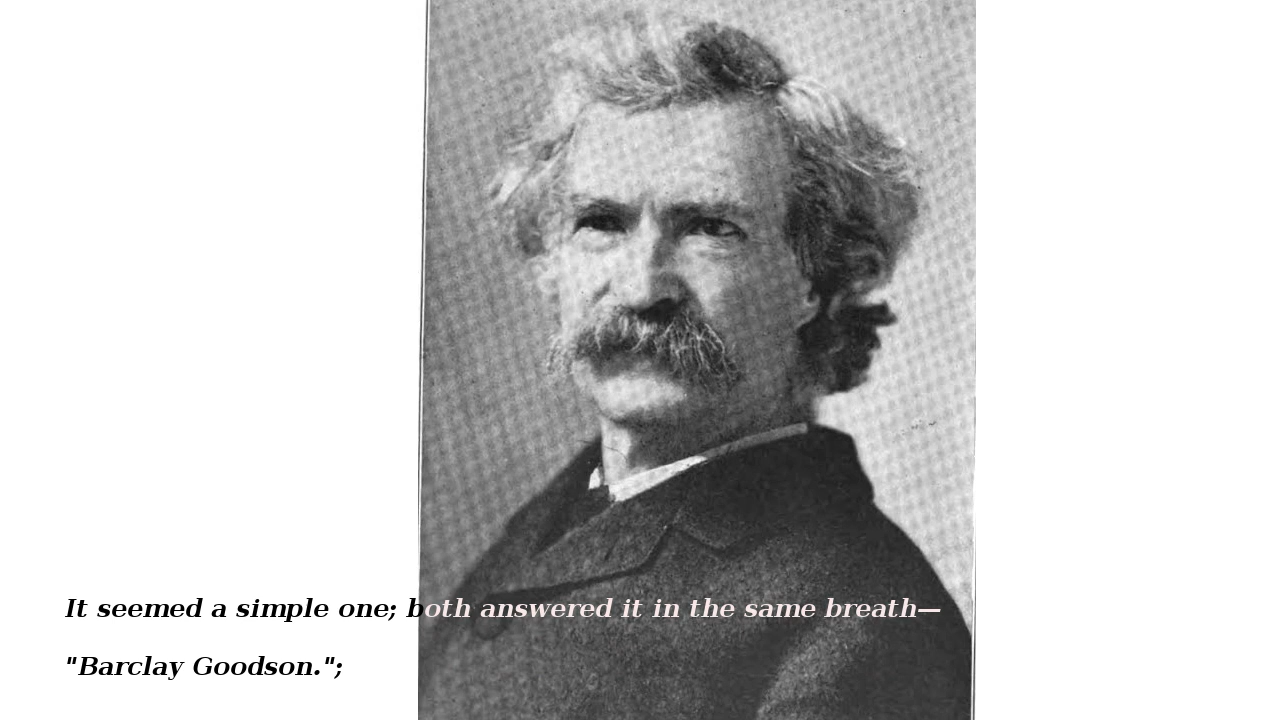 It seemed a simple one; both answered it in the same breath—
"Barclay Goodson.";